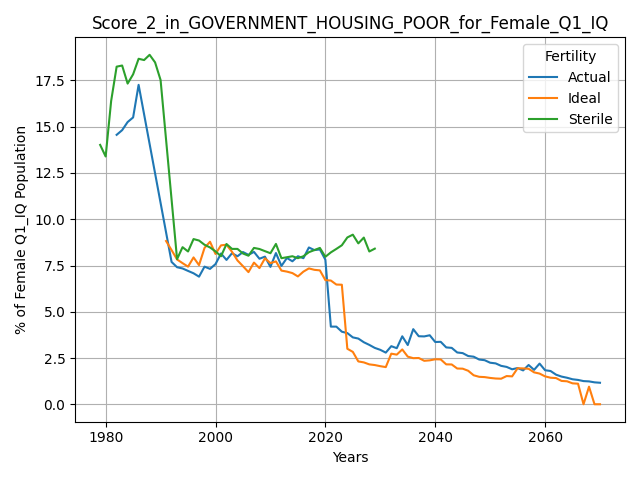 Score_2_in_GOVERNMENT_HOUSING_POOR_for_Female_Q1_IQ
Fertility
Actual
Ideal
Sterile
% of Female Q1_IQ Population
17.5
15.0
12.5
10.0
7.5
5.0
2.5
0.0
1980 2000 2020 2040 2060
Years